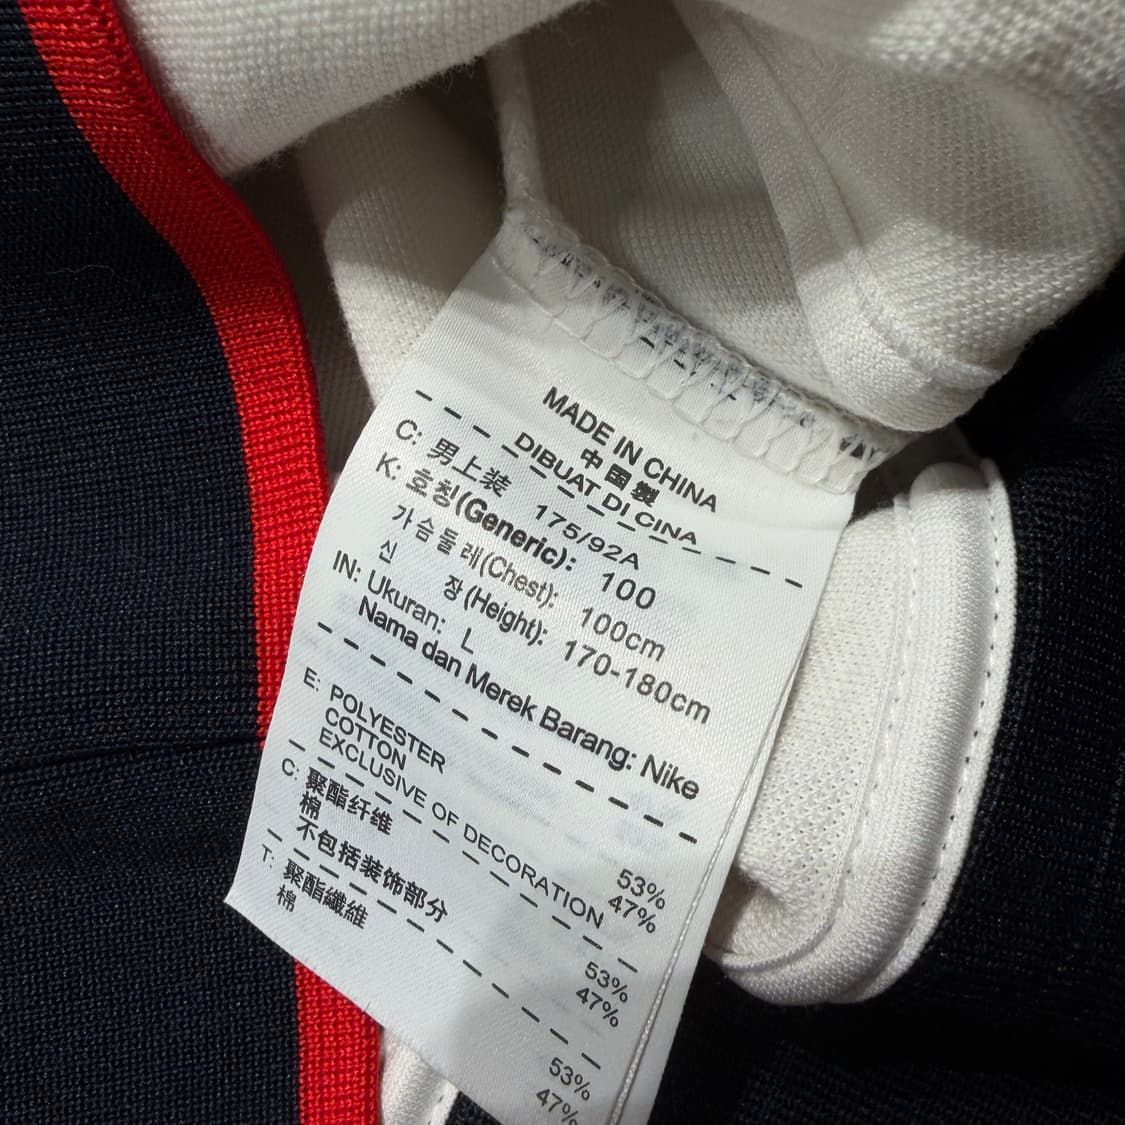 MADE IN CHINA
中国製
DIBUAT DI CINA
C: 男上装 175/92A
K: 호칭(Generic): 100
가슴둘레(Chest): 100cm
신 장(Height): 170-180cm
IN: Ukuran: L
Nama dan Merek Barang: Nike
E: POLYESTER 53%
COTTON 47%
EXCLUSIVE OF DECORATION
C: 聚酯纤维 53%
棉 47%
不包括装饰部分
T: 聚酯纖維 53%
棉 47%